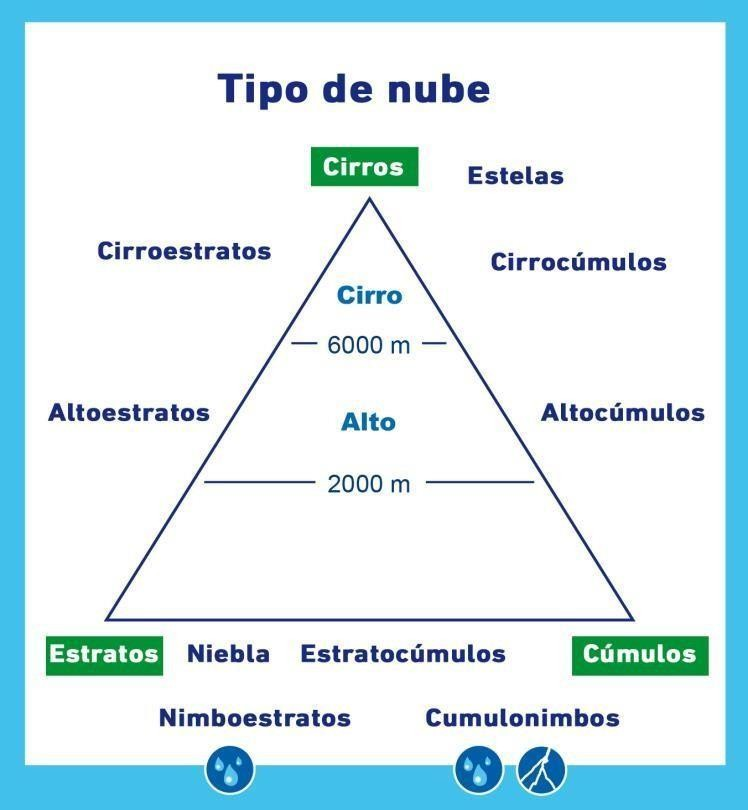 Tipo de nube
Cirros
Estelas
Cirroestratos
Cirrocúmulos
Cirro
6000 m
Altoestratos
Alto
Altocúmulos
2000 m
Estratos
Niebla
Estratocúmulos
Cúmulos
Nimboestratos
Cumulonimbos